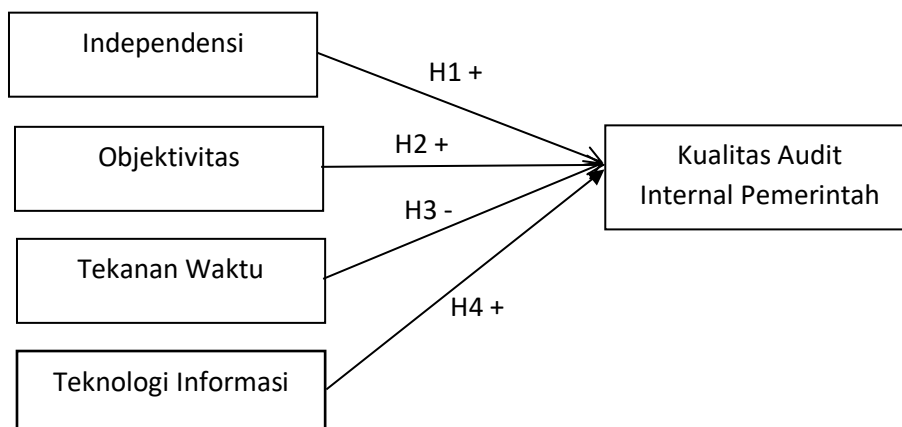 Independensi
H1 +
Objektivitas
H2 +
Kualitas Audit
Internal Pemerintah
H3 -
Tekanan Waktu
H4 +
Teknologi Informasi